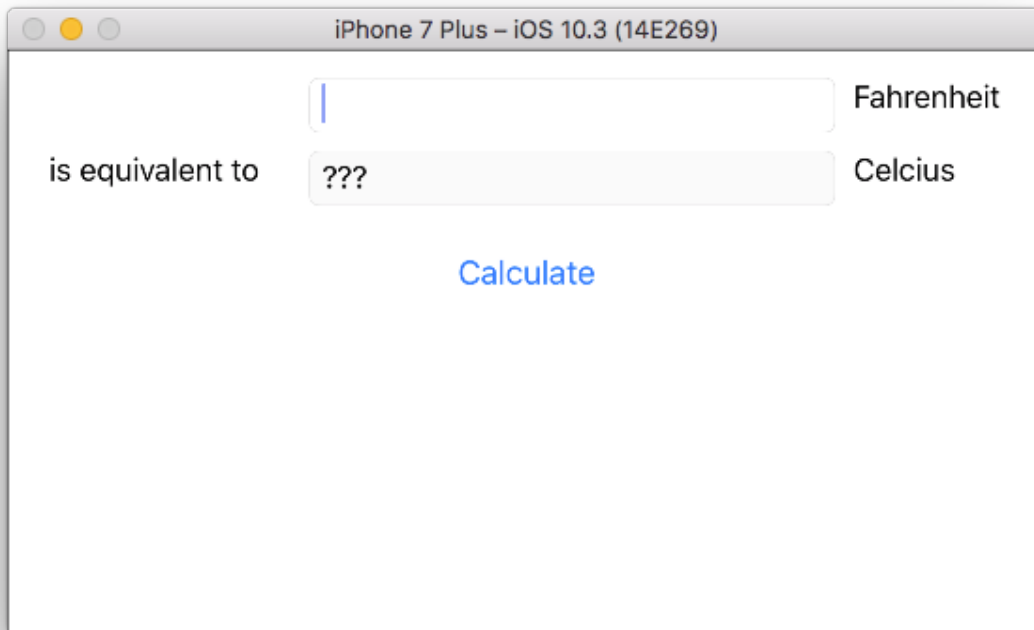 iPhone 7 Plus – iOS 10.3 (14E269)
Fahrenheit
is equivalent to ??? Celcius
Calculate